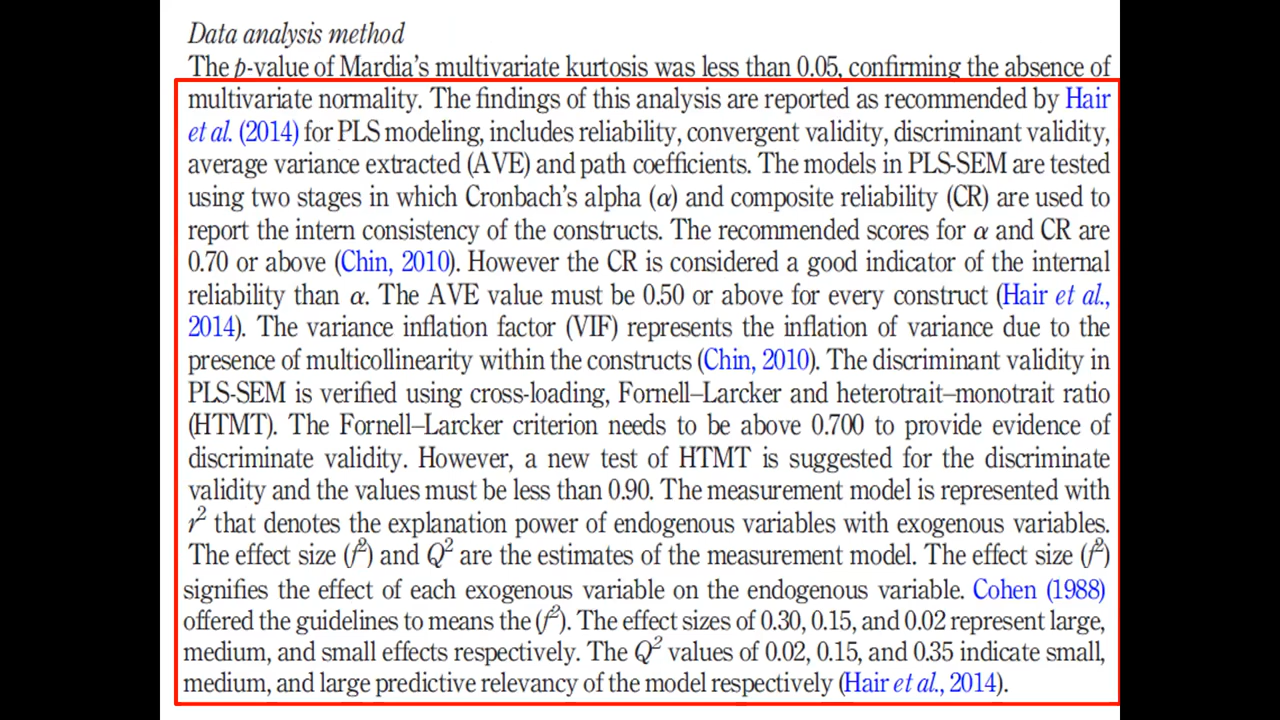 Data analysis method
The p-value of Mardia's multivariate kurtosis was less than 0.05, confirming the absence of
multivariate normality. The findings of this analysis are reported as recommended by Hair
et al. (2014) for PLS modeling, includes reliability, convergent validity, discriminant validity,
average variance extracted (AVE) and path coefficients. The models in PLS-SEM are tested
using two stages in which Cronbach's alpha (α) and composite reliability (CR) are used to
report the intern consistency of the constructs. The recommended scores for α and CR are
0.70 or above (Chin, 2010). However the CR is considered a good indicator of the internal
reliability than α. The AVE value must be 0.50 or above for every construct (Hair et al.,
2014). The variance inflation factor (VIF) represents the inflation of variance due to the
presence of multicollinearity within the constructs (Chin, 2010). The discriminant validity in
PLS-SEM is verified using cross-loading, Fornell–Larcker and heterotrait–monotrait ratio
(HTMT). The Fornell–Larcker criterion needs to be above 0.700 to provide evidence of
discriminate validity. However, a new test of HTMT is suggested for the discriminate
validity and the values must be less than 0.90. The measurement model is represented with
r² that denotes the explanation power of endogenous variables with exogenous variables.
The effect size (f²) and Q² are the estimates of the measurement model. The effect size (f²)
signifies the effect of each exogenous variable on the endogenous variable. Cohen (1988)
offered the guidelines to means the (f²). The effect sizes of 0.30, 0.15, and 0.02 represent large,
medium, and small effects respectively. The Q² values of 0.02, 0.15, and 0.35 indicate small,
medium, and large predictive relevancy of the model respectively (Hair et al., 2014).